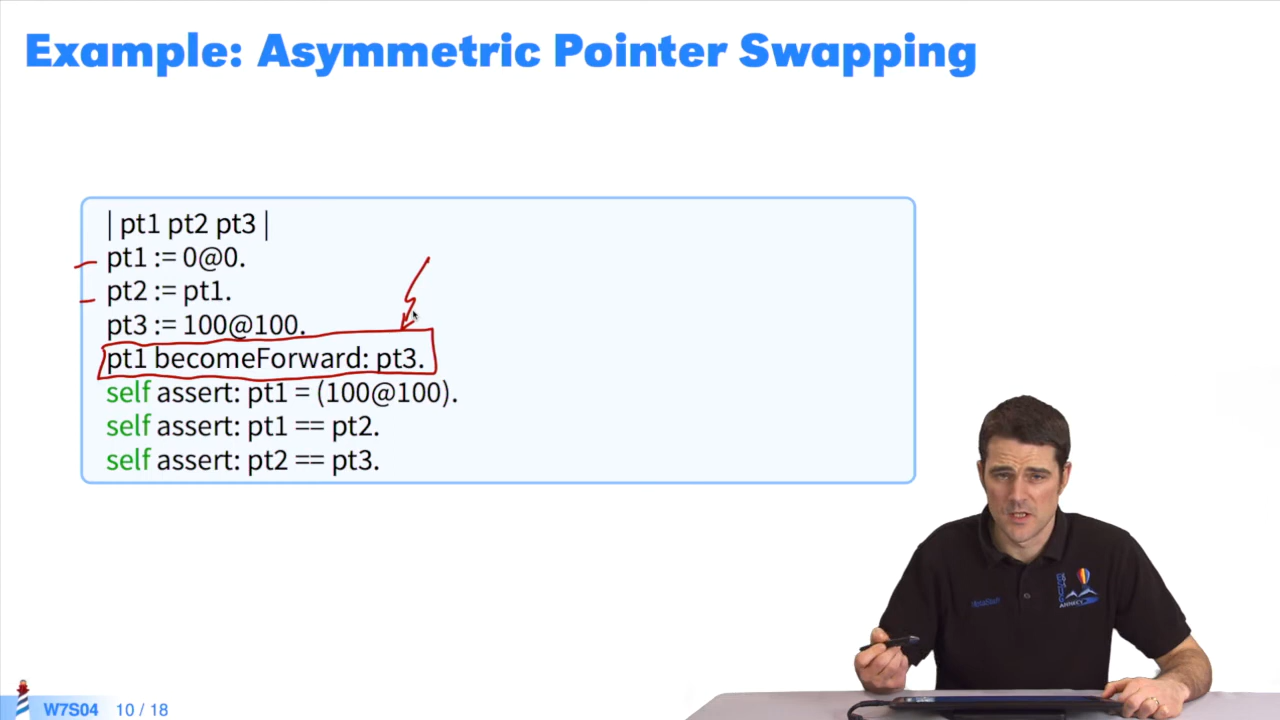 Example: Asymmetric Pointer Swapping
| pt1 pt2 pt3 |
pt1 := 0@0.
pt2 := pt1.
pt3 := 100@100.
pt1 becomeForward: pt3.
self assert: pt1 = (100@100).
self assert: pt1 == pt2.
self assert: pt2 == pt3.
W7S04 10 / 18